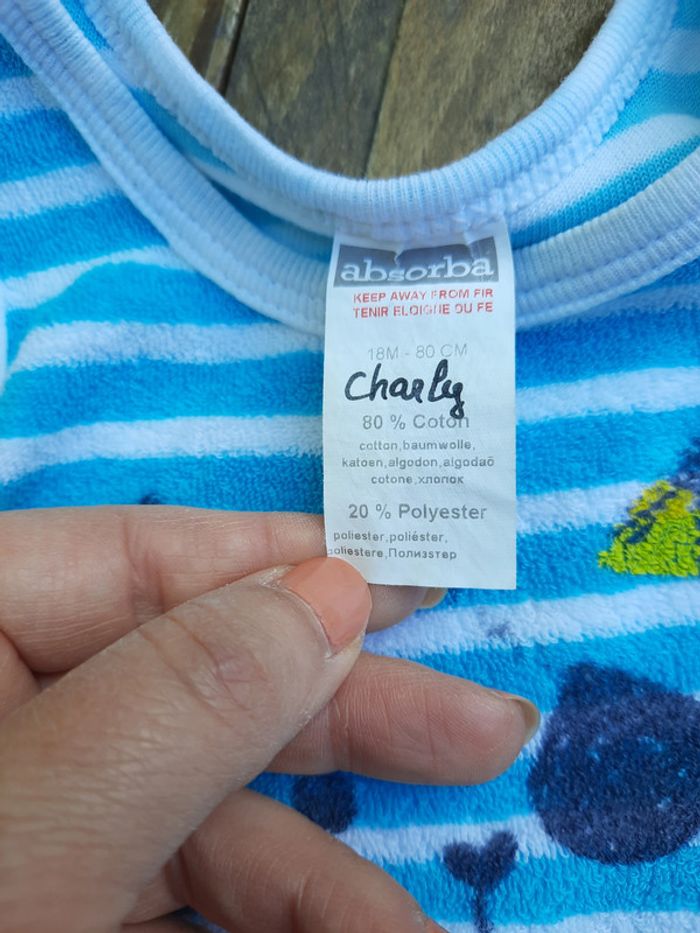 absorba
KEEP AWAY FROM FIR
TENIR ELOIGNE DU FE
18M - 80 CM
Charly
80 % Coton
cotton,baumwolle,
katoen,algodon,algodaõ
cotone,хлопок
20 % Polyester
poliester,poliéster,
poliestere,Полиэстер